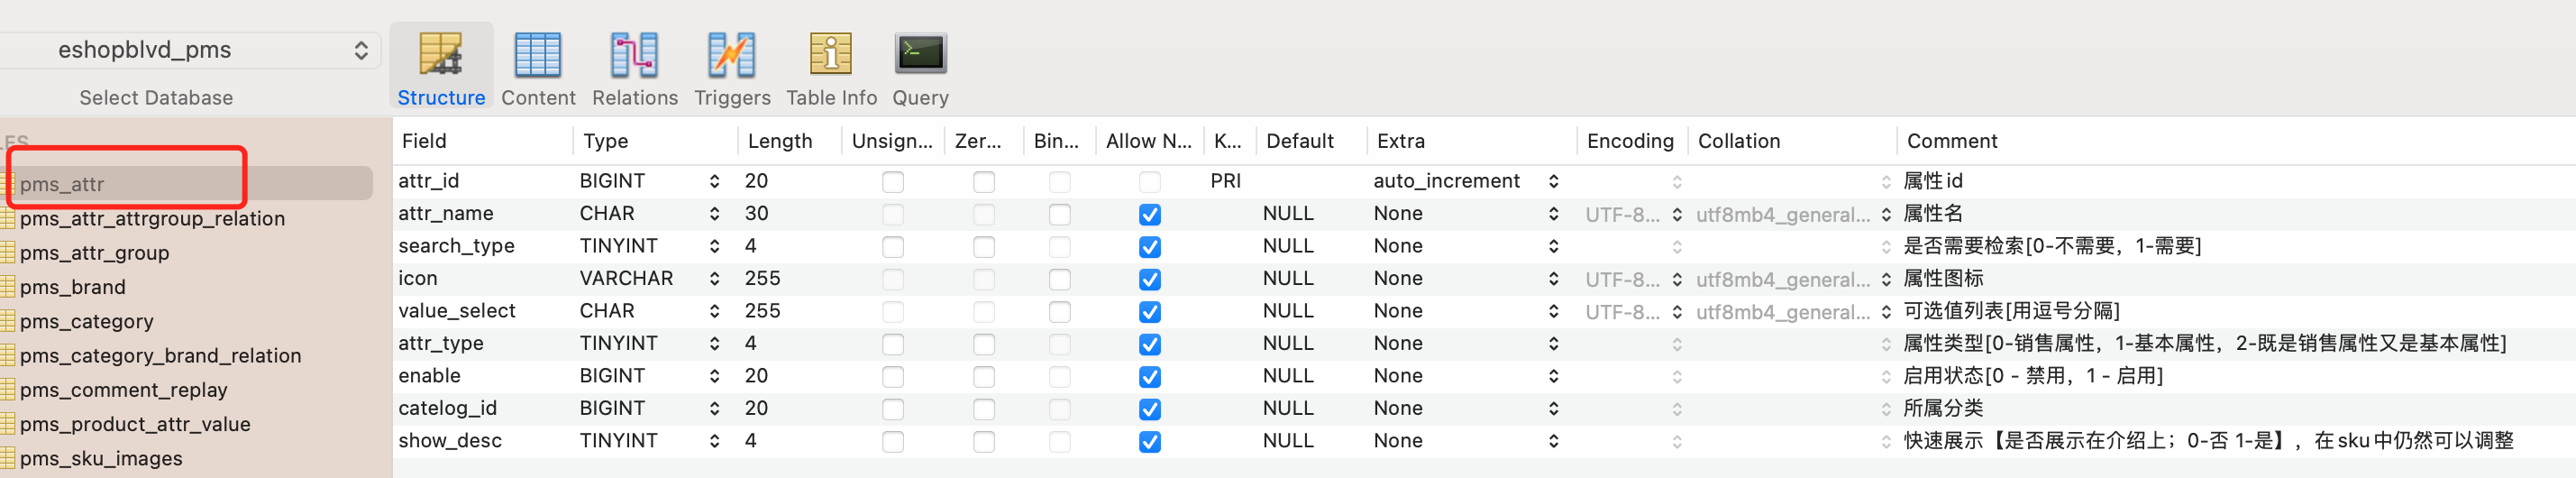 eshopblvd_pms
Select Database
Structure Content Relations Triggers Table Info Query
pms_attr
pms_attr_attrgroup_relation
pms_attr_group
pms_brand
pms_category
pms_category_brand_relation
pms_comment_replay
pms_product_attr_value
pms_sku_images
Field Type Length Unsign... Zer... Bin... Allow N... K... Default Extra Encoding Collation Comment
attr_id BIGINT 20 PRI auto_increment 属性id
attr_name CHAR 30 NULL None UTF-8... utf8mb4_general... 属性名
search_type TINYINT 4 NULL None 是否需要检索[0-不需要，1-需要]
icon VARCHAR 255 NULL None UTF-8... utf8mb4_general... 属性图标
value_select CHAR 255 NULL None UTF-8... utf8mb4_general... 可选值列表[用逗号分隔]
attr_type TINYINT 4 NULL None 属性类型[0-销售属性，1-基本属性，2-既是销售属性又是基本属性]
enable BIGINT 20 NULL None 启用状态[0 - 禁用，1 - 启用]
catelog_id BIGINT 20 NULL None 所属分类
show_desc TINYINT 4 NULL None 快速展示【是否展示在介绍上；0-否 1-是】，在sku中仍然可以调整